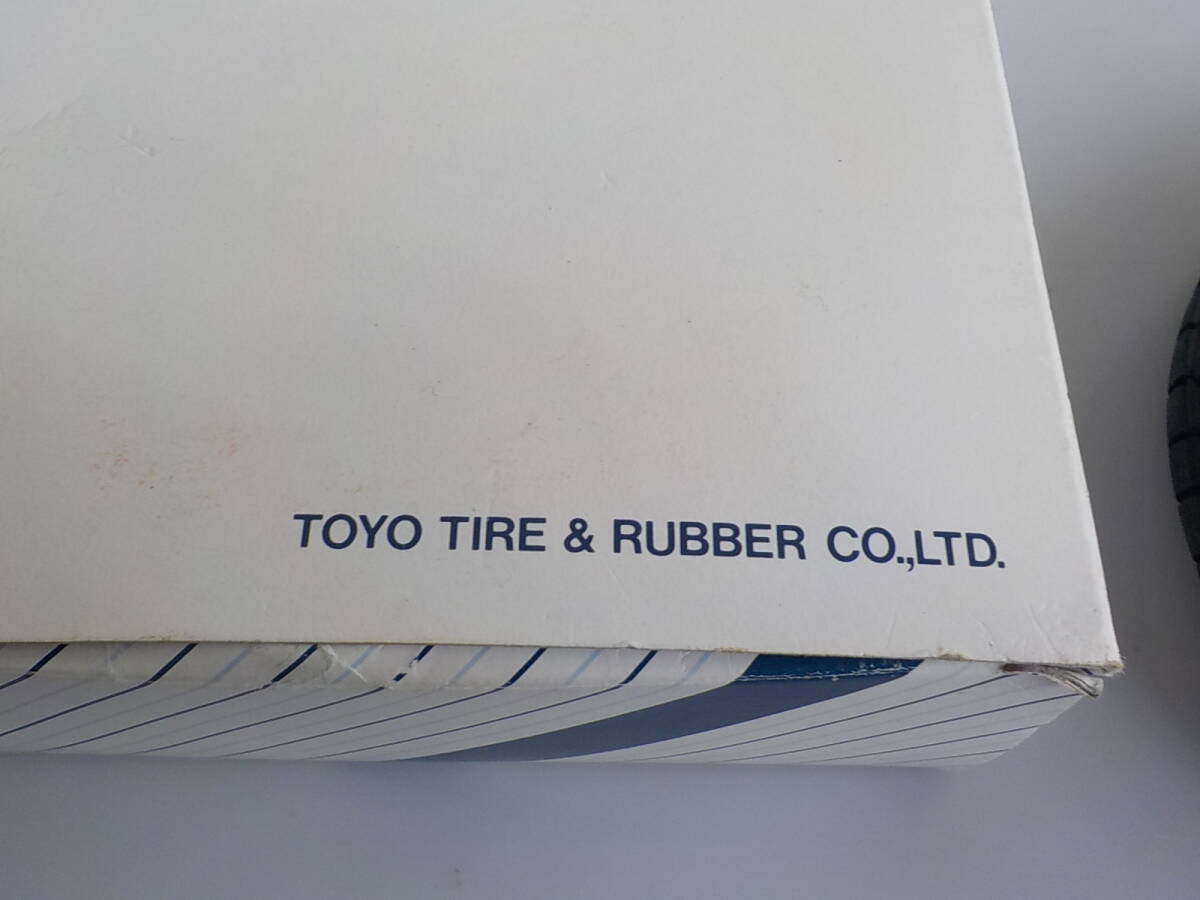 TOYO TIRE & RUBBER CO.,LTD.